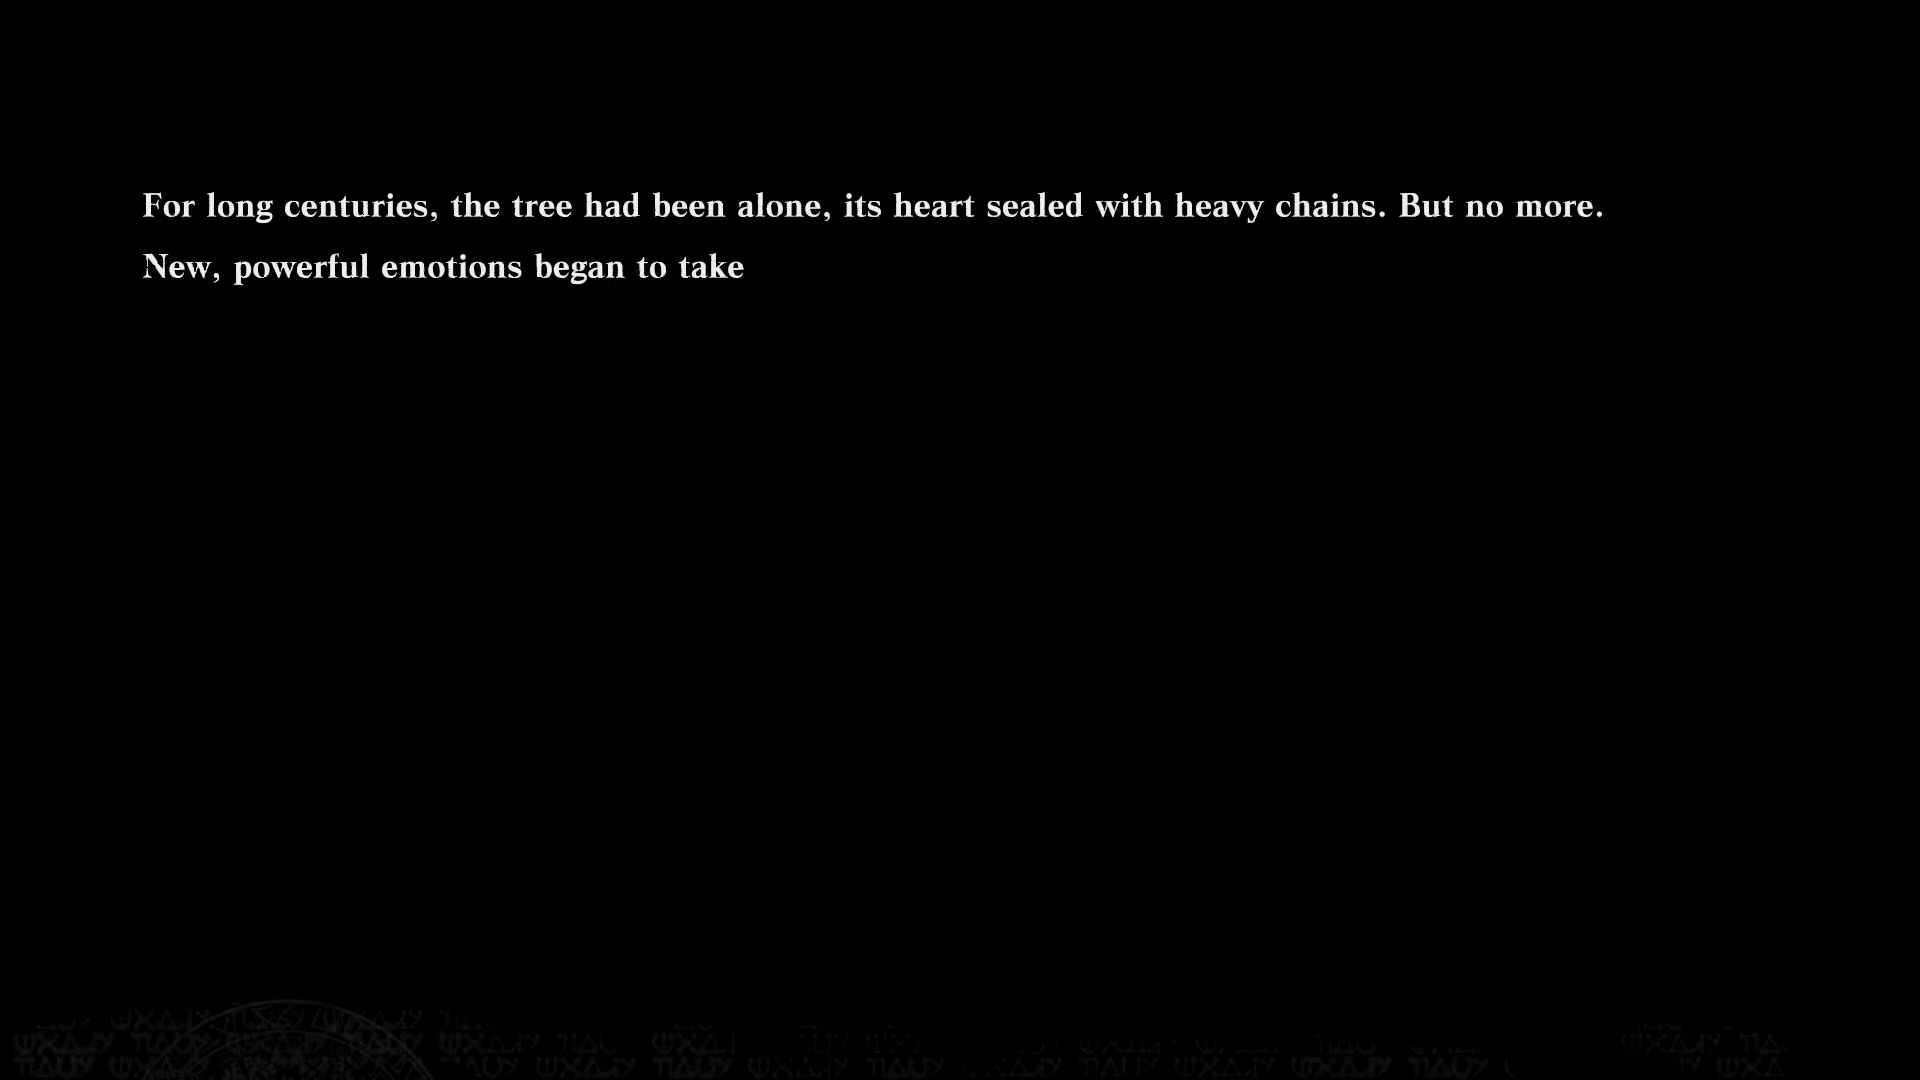 For long centuries, the tree had been alone, its heart sealed with heavy chains. But no more.
New, powerful emotions began to take